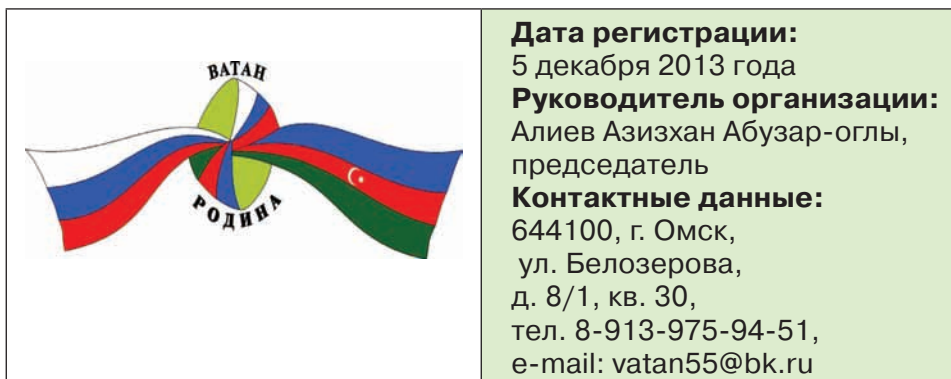 ВАТАН
РОДИНА
Дата регистрации:
5 декабря 2013 года
Руководитель организации:
Алиев Азизхан Абузар-оглы,
председатель
Контактные данные:
644100, г. Омск,
ул. Белозерова,
д. 8/1, кв. 30,
тел. 8-913-975-94-51,
e-mail: vatan55@bk.ru